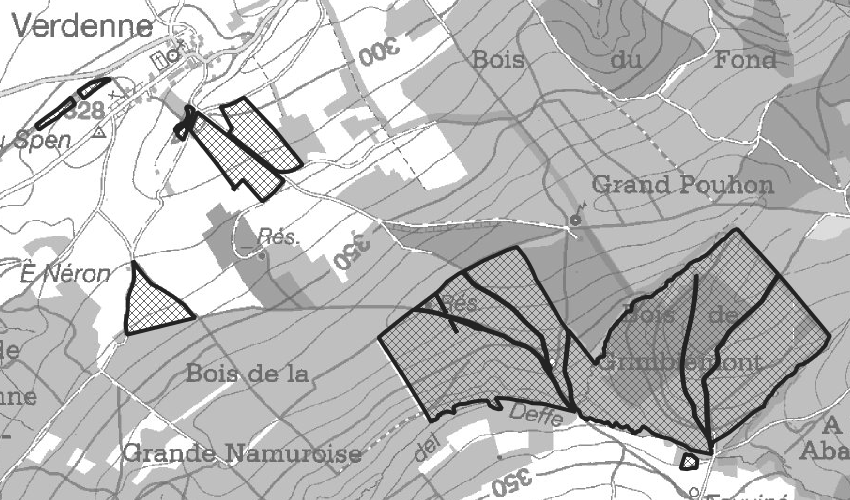 Verdenne
300
Bois du Fond
328
Spen
Grand Pouhon
Rés.
350
È Néron
Rés.
Bois de
Grimbiémont
Bois de la
Grande Namuroise
del Deffe
A
Aba
350